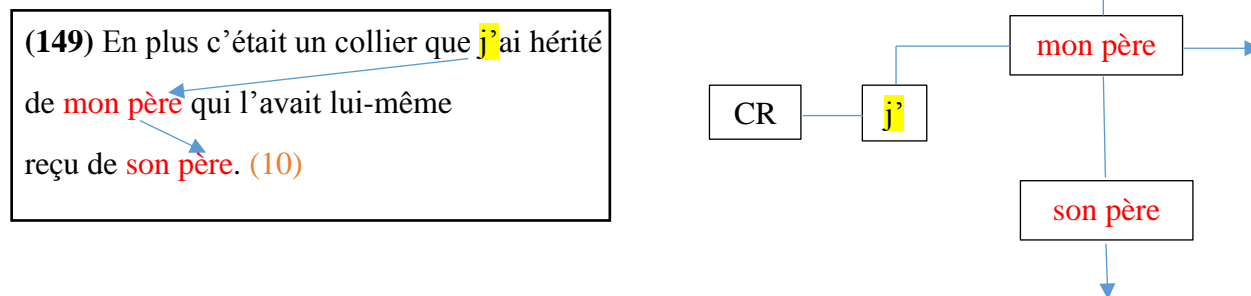 (149) En plus c’était un collier que j’ai hérité
de mon père qui l’avait lui-même
reçu de son père. (10)
mon père
CR
j’
son père